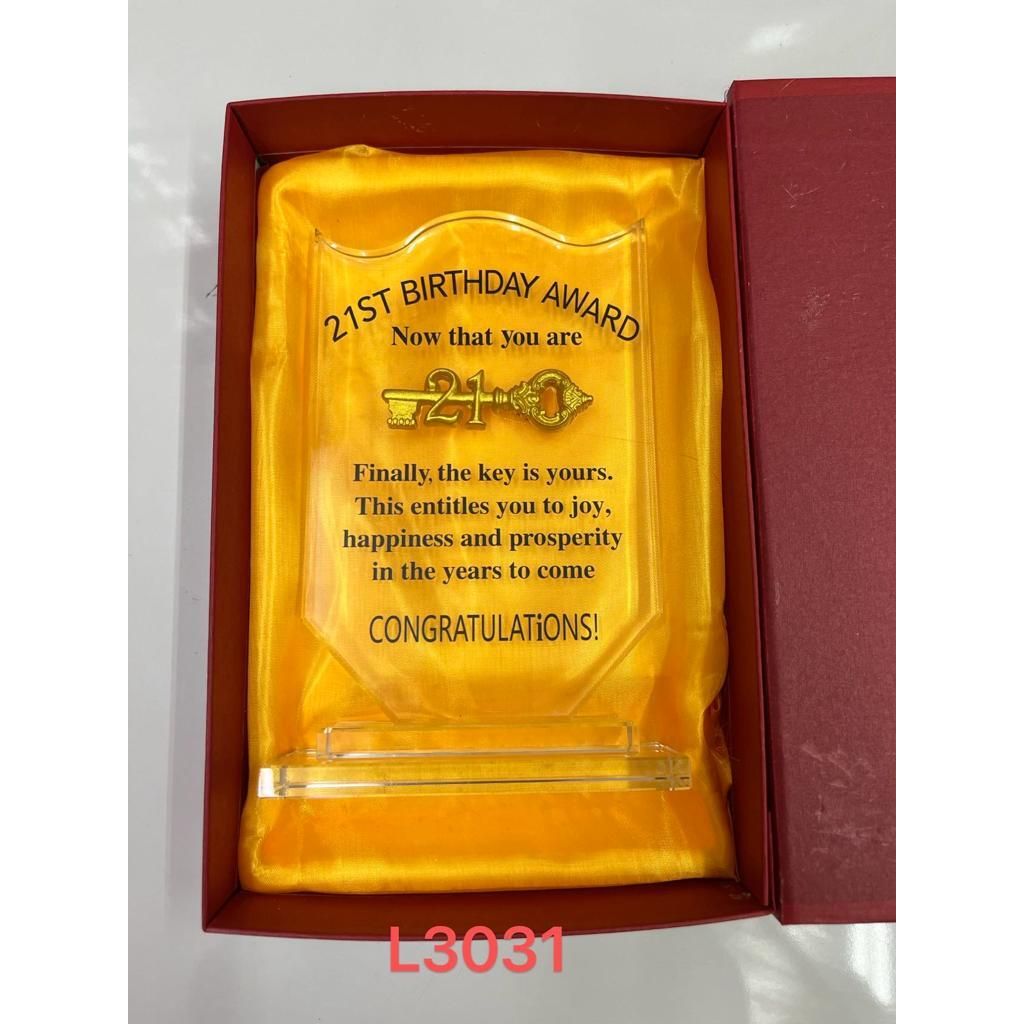 21ST BIRTHDAY AWARD
Now that you are
21
Finally, the key is yours.
This entitles you to joy,
happiness and prosperity
in the years to come
CONGRATULATiONS!
L3031